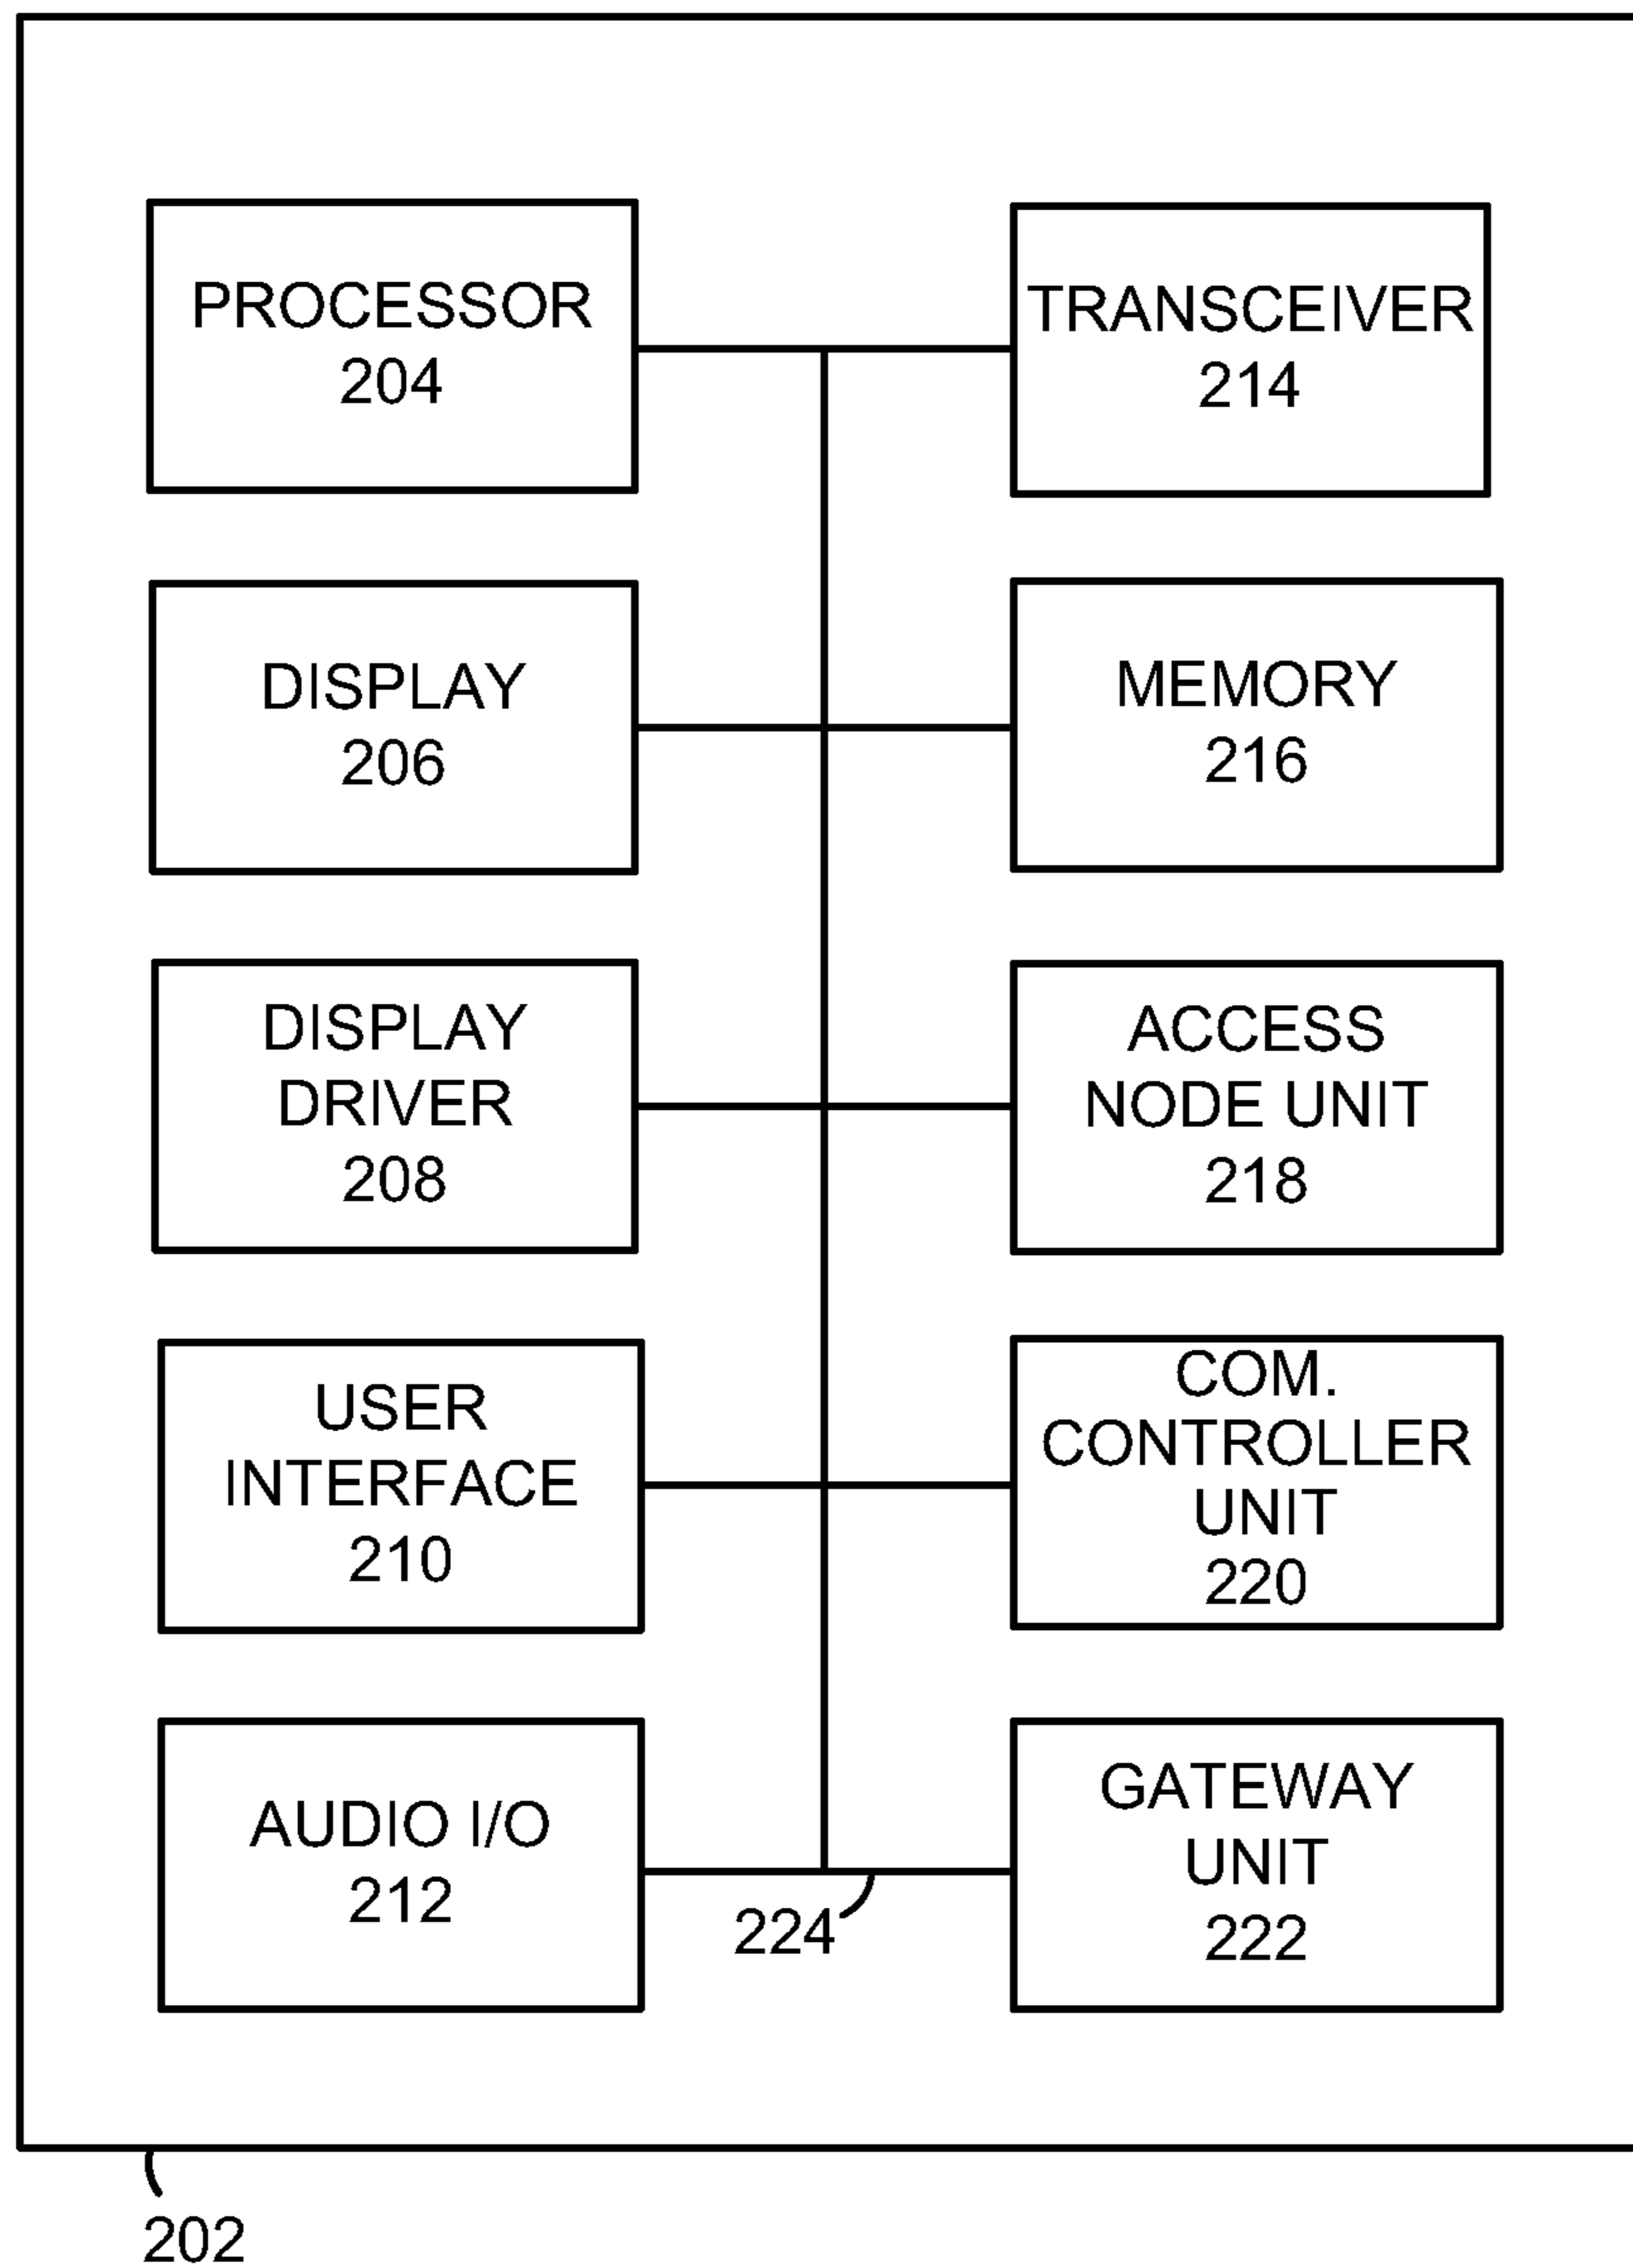 PROCESSOR
204
TRANSCEIVER
214
DISPLAY
206
MEMORY
216
DISPLAY
DRIVER
208
ACCESS
NODE UNIT
218
USER
INTERFACE
210
COM.
CONTROLLER
UNIT
220
AUDIO I/O
212
GATEWAY
UNIT
222
224
202